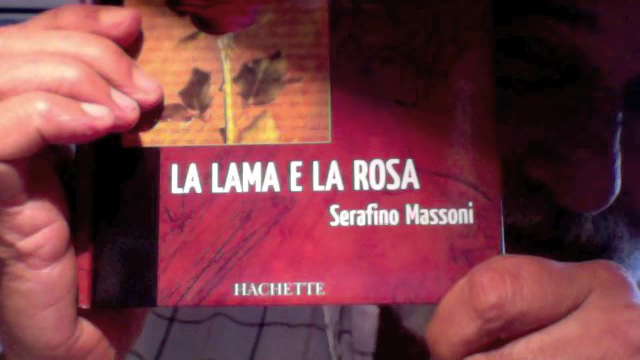 LA LAMA E LA ROSA
Serafino Massoni
HACHETTE